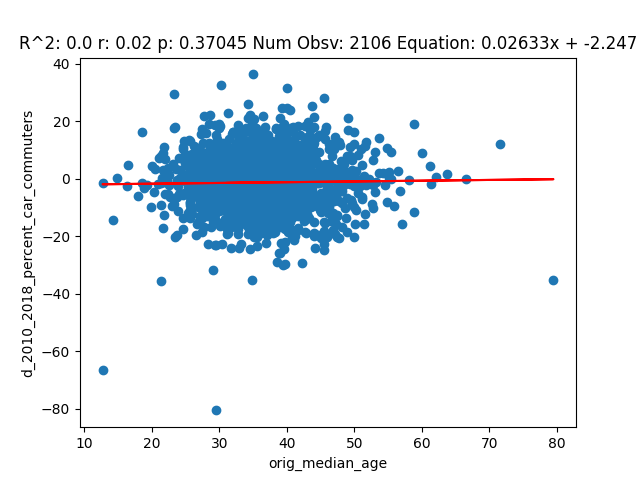 R^2: 0.0 r: 0.02 p: 0.37045 Num Obsv: 2106 Equation: 0.02633x + -2.247
40
20
0
−20
−40
−60
−80
d_2010_2018_percent_car_commuters
10 20 30 40 50 60 70 80
orig_median_age